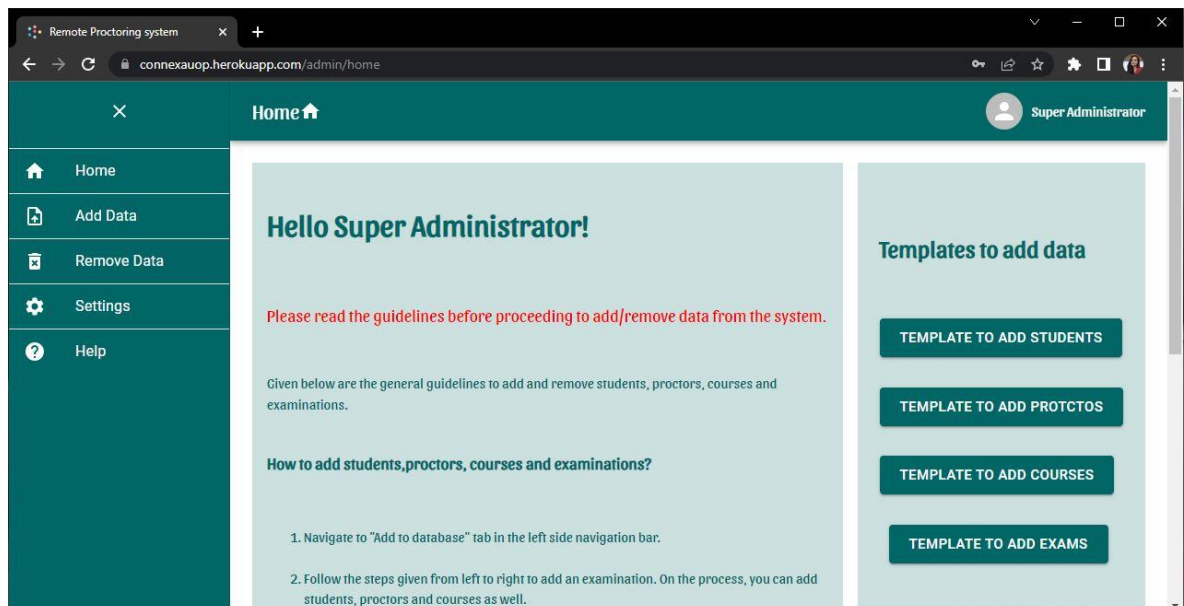 Remote Proctoring system
connexauop.herokuapp.com/admin/home
Home
Super Administrator
Home
Add Data
Remove Data
Settings
Help
Hello Super Administrator!
Please read the guidelines before proceeding to add/remove data from the system.
Given below are the general guidelines to add and remove students, proctors, courses and
examinations.
How to add students,proctors, courses and examinations?
1. Navigate to "Add to database" tab in the left side navigation bar.
2. Follow the steps given from left to right to add an examination. On the process, you can add
students, proctors and courses as well.
Templates to add data
TEMPLATE TO ADD STUDENTS
TEMPLATE TO ADD PROTCTOS
TEMPLATE TO ADD COURSES
TEMPLATE TO ADD EXAMS